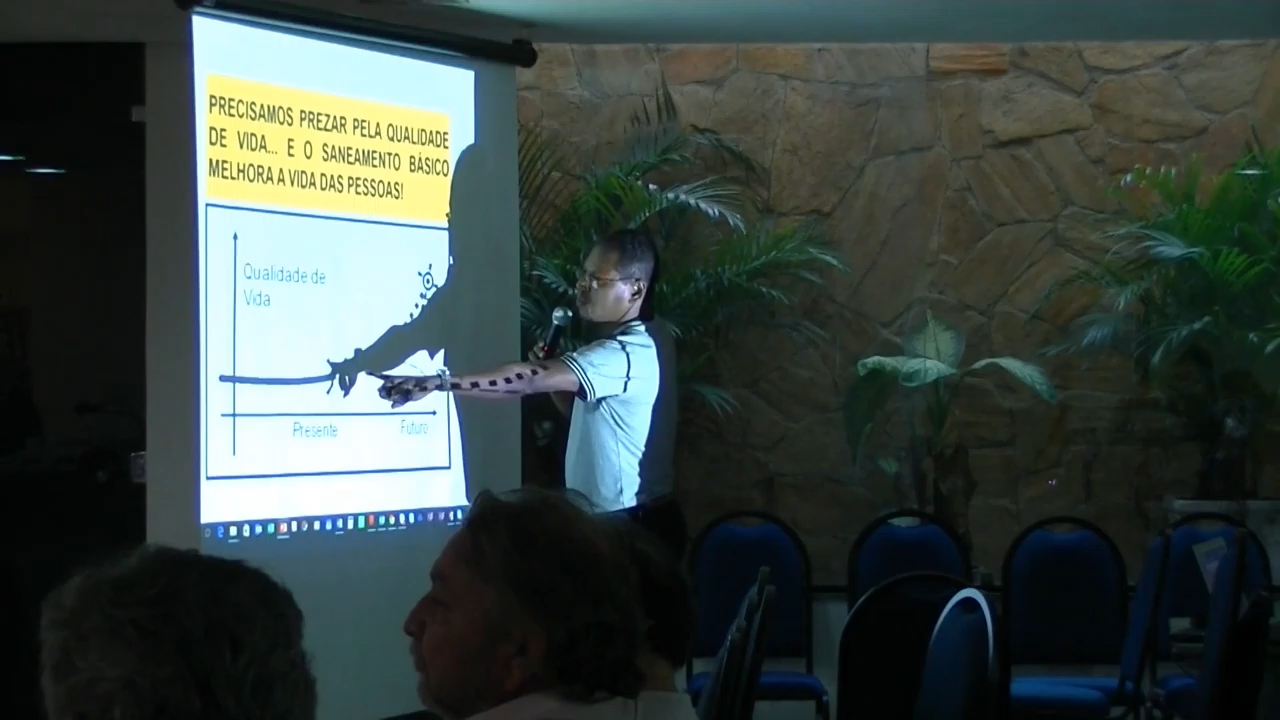 PRECISAMOS PREZAR PELA QUALIDADE
DE VIDA... E O SANEAMENTO BÁSICO
MELHORA A VIDA DAS PESSOAS!
Qualidade de
Vida
Presente
Futuro